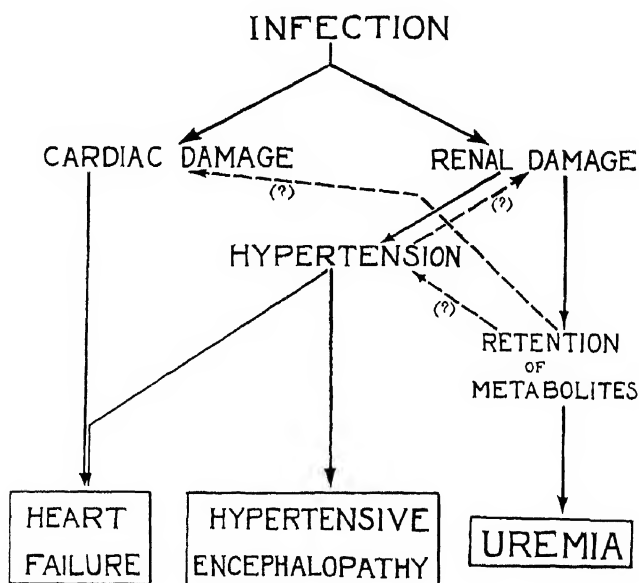 INFECTION
CARDIAC DAMAGE
RENAL DAMAGE
(?)
(?)
HYPERTENSION
(?)
RETENTION
OF
METABOLITES
HEART
FAILURE
HYPERTENSIVE
ENCEPHALOPATHY
UREMIA